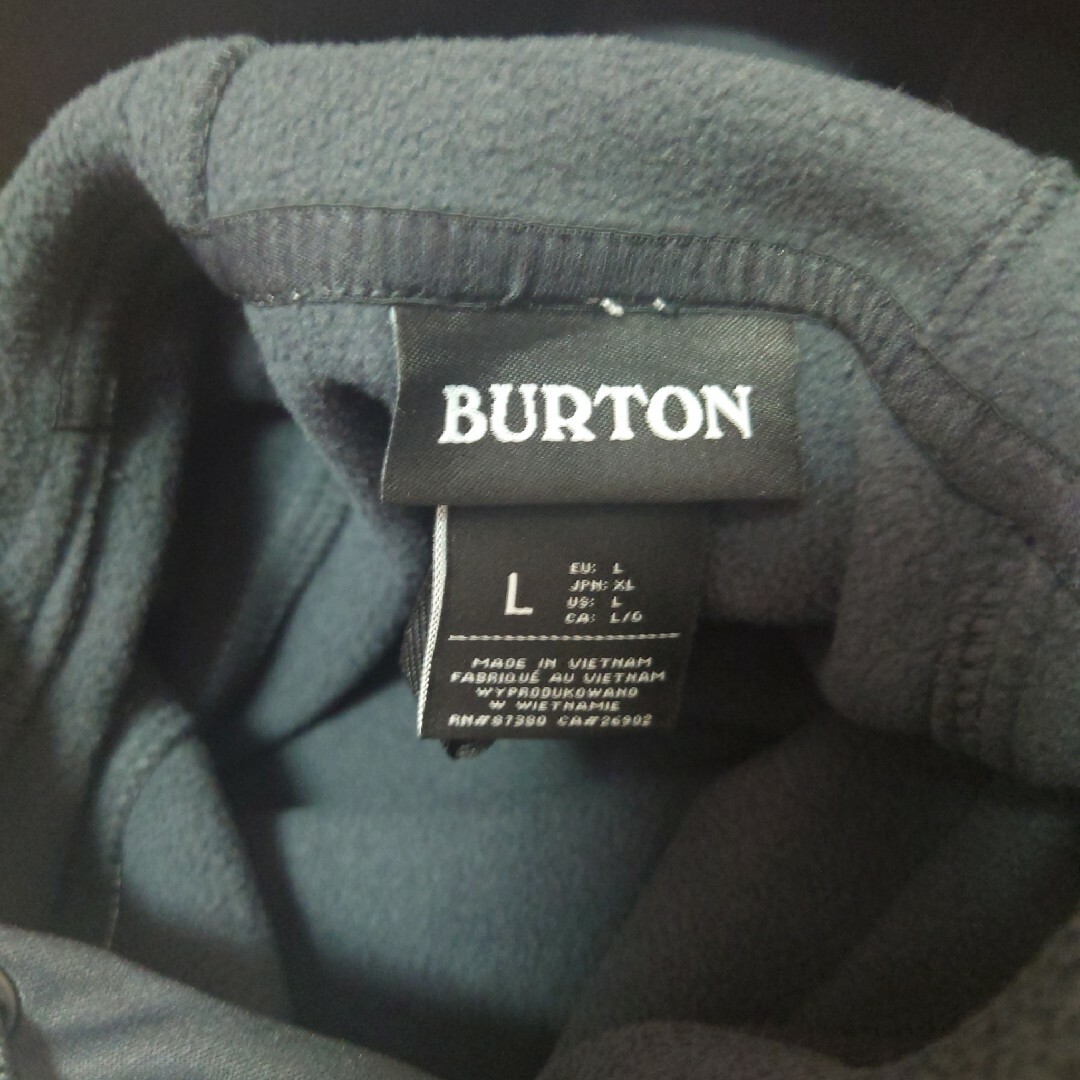 BURTON
L
EU: L
JPN: XL
US: L
CA: L/G
MADE IN VIETNAM
FABRIQUÉ AU VIETNAM
WYPRODUKOWANO
W WIETNAMIE
RN#87380 CA#26902